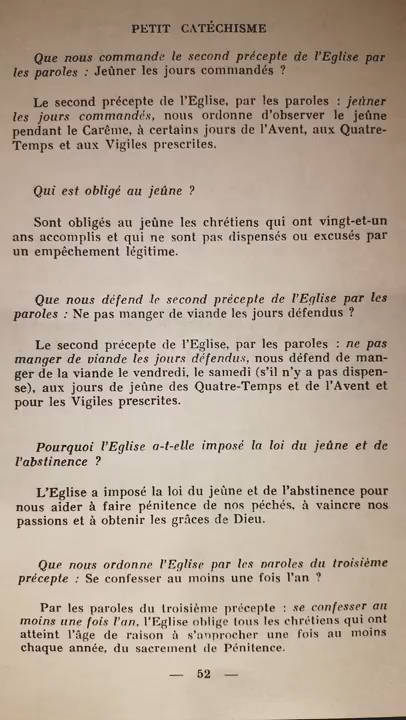 PETIT CATÉCHISME
Que nous commande le second précepte de l'Eglise par
les paroles : Jeûner les jours commandés ?
Le second précepte de l'Eglise, par les paroles : jeûner
les jours commandés, nous ordonne d'observer le jeûne
pendant le Carême, à certains jours de l'Avent, aux Quatre-
Temps et aux Vigiles prescrites.
Qui est obligé au jeûne ?
Sont obligés au jeûne les chrétiens qui ont vingt-et-un
ans accomplis et qui ne sont pas dispensés ou excusés par
un empêchement légitime.
Que nous défend le second précepte de l'Eglise par les
paroles : Ne pas manger de viande les jours défendus ?
Le second précepte de l'Eglise, par les paroles : ne pas
manger de viande les jours défendus, nous défend de man-
ger de la viande le vendredi, le samedi (s'il n'y a pas dispen-
se), aux jours de jeûne des Quatre-Temps et de l'Avent et
pour les Vigiles prescrites.
Pourquoi l'Eglise a-t-elle imposé la loi du jeûne et de
l'abstinence ?
L'Eglise a imposé la loi du jeûne et de l'abstinence pour
nous aider à faire pénitence de nos péchés, à vaincre nos
passions et à obtenir les grâces de Dieu.
Que nous ordonne l'Eglise par les paroles du troisième
précepte : Se confesser au moins une fois l'an ?
Par les paroles du troisième précepte : se confesser au
moins une fois l'an, l'Eglise oblige tous les chrétiens qui ont
atteint l'âge de raison à s'approcher une fois au moins
chaque année, du sacrement de Pénitence.
— 52 —